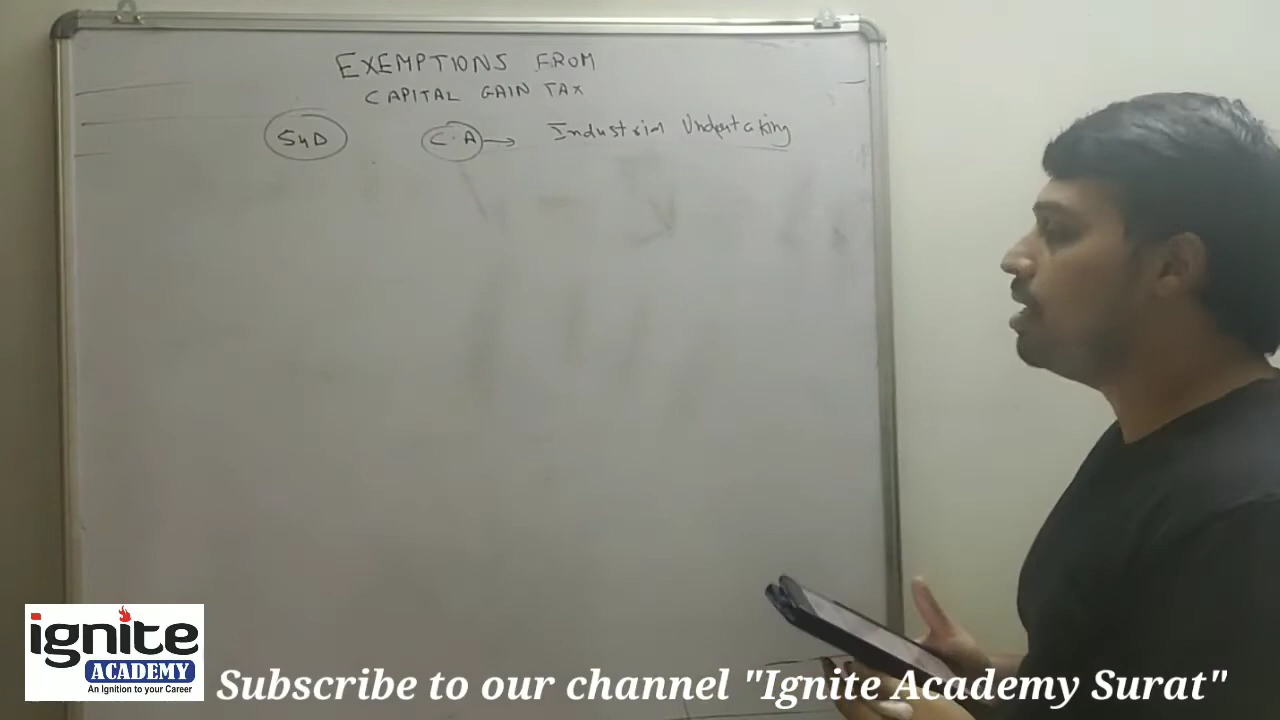 EXEMPTIONS FROM
CAPITAL GAIN TAX
54D C.A → Industrial Undertaking
ignite
ACADEMY
An Ignition to your Career
Subscribe to our channel "Ignite Academy Surat"